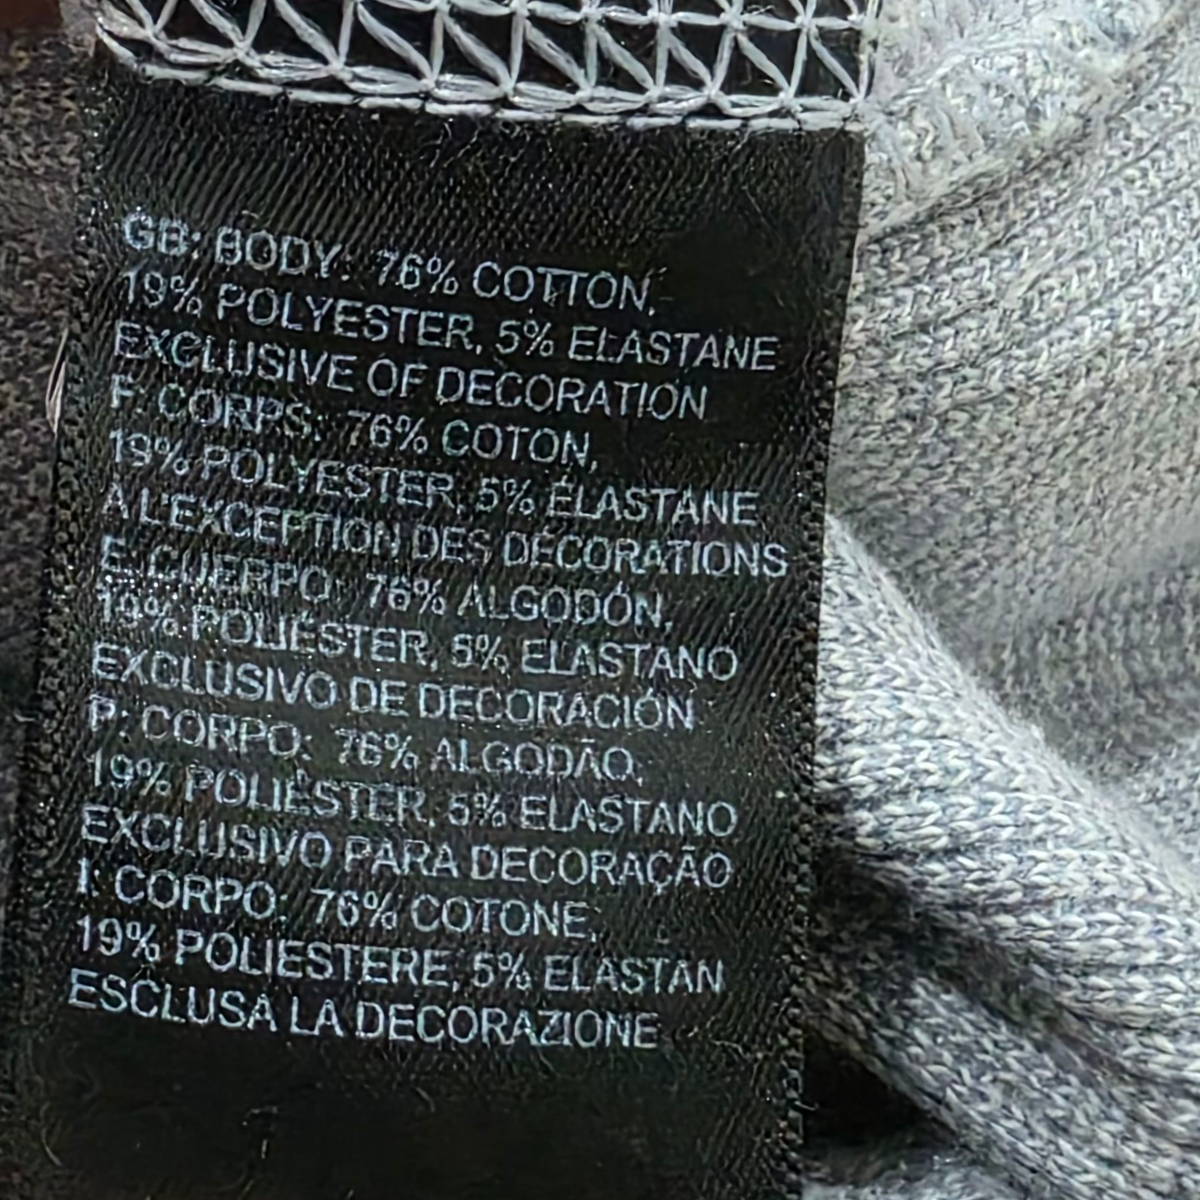 GB: BODY: 76% COTTON,
19% POLYESTER, 5% ELASTANE
EXCLUSIVE OF DECORATION
F: CORPS: 76% COTON,
19% POLYESTER, 5% ÉLASTANE
À L'EXCEPTION DES DÉCORATIONS
E: CUERPO: 76% ALGODÓN,
19% POLIÉSTER, 5% ELASTANO
EXCLUSIVO DE DECORACIÓN
P: CORPO: 76% ALGODÃO,
19% POLIÉSTER, 5% ELASTANO
EXCLUSIVO PARA DECORAÇÃO
I: CORPO: 76% COTONE,
19% POLIESTERE, 5% ELASTAN
ESCLUSA LA DECORAZIONE